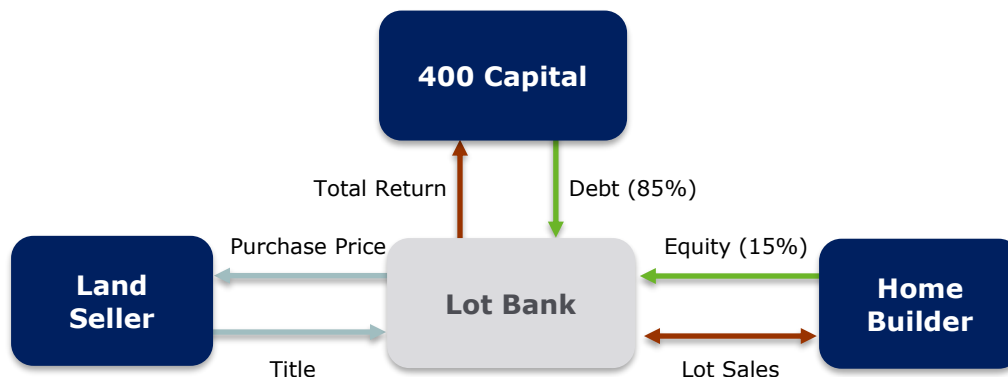 400 Capital
Total Return
Debt (85%)
Purchase Price
Equity (15%)
Land
Seller
Lot Bank
Home
Builder
Title
Lot Sales